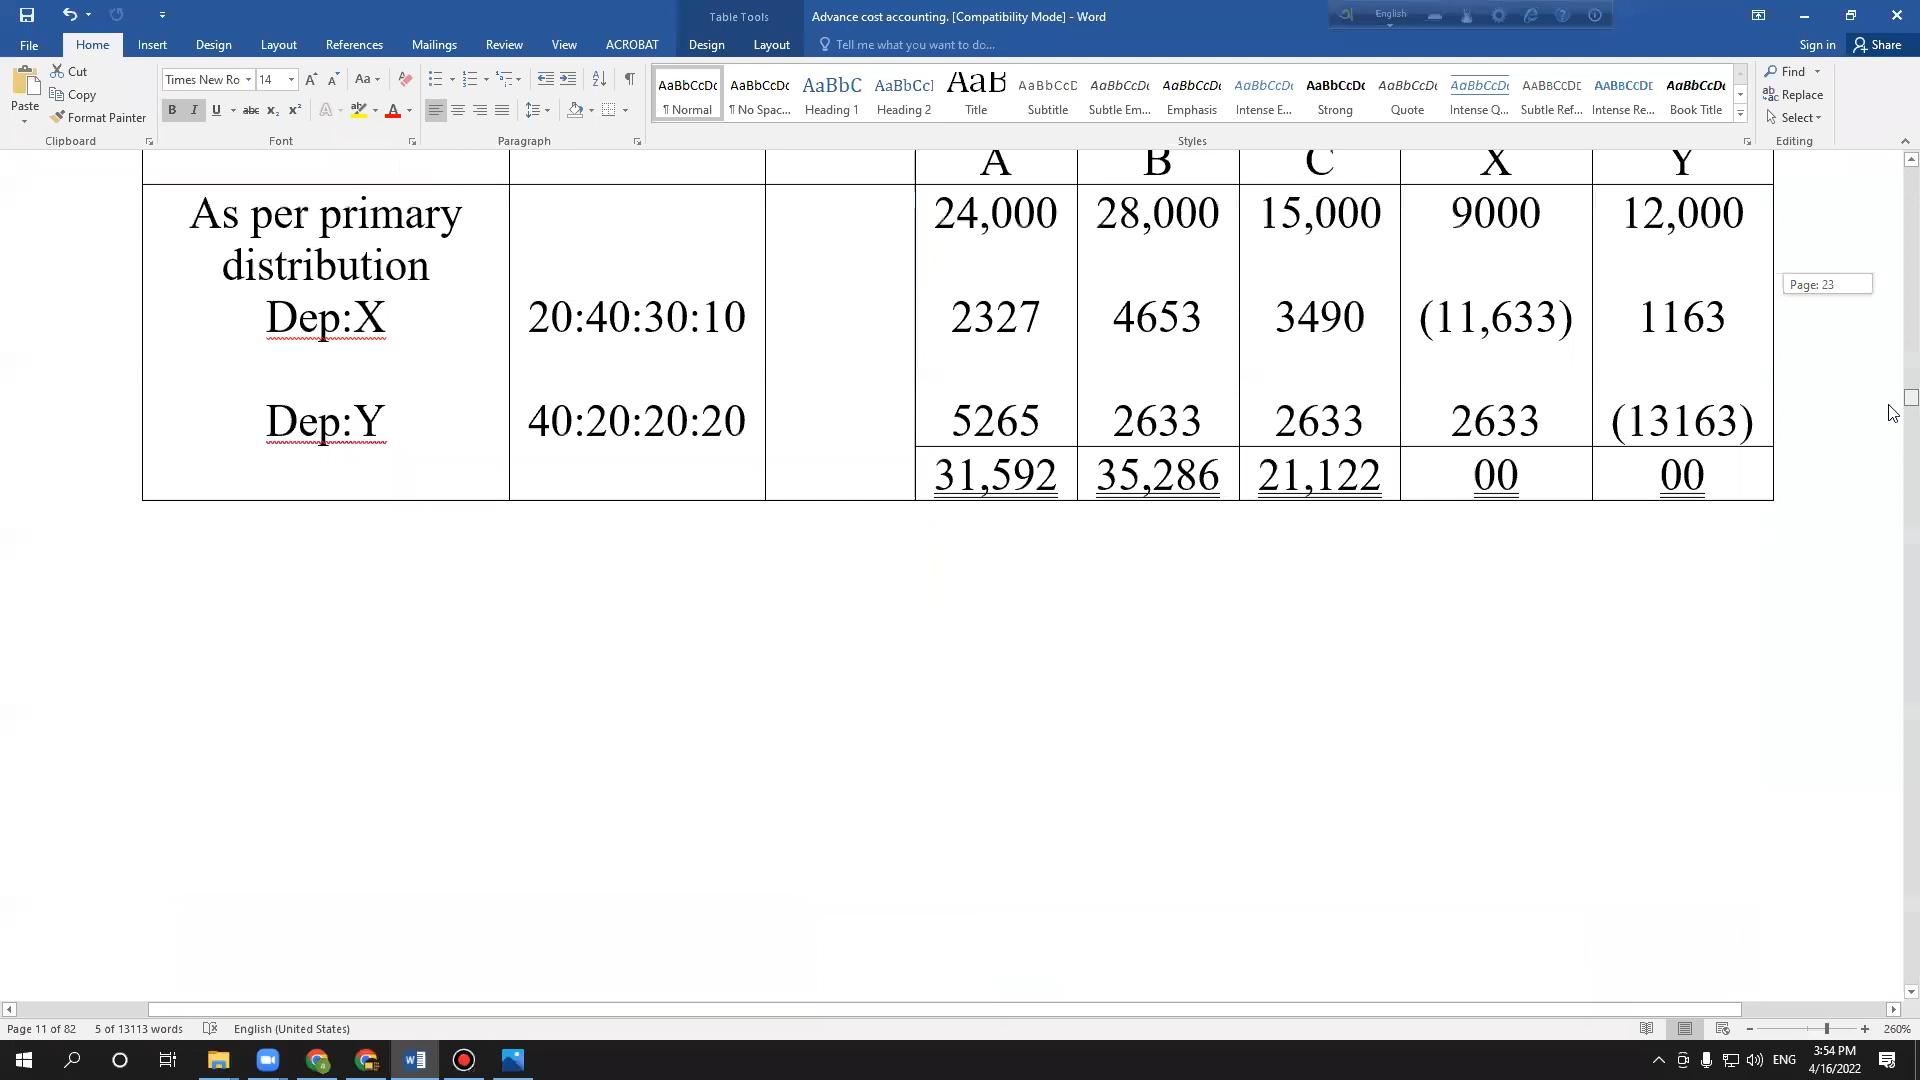 Table Tools
Advance cost accounting. [Compatibility Mode] - Word
English
File Home Insert Design Layout References Mailings Review View ACROBAT Design Layout Tell me what you want to do... Sign in Share
Paste
Cut
Copy
Format Painter
Clipboard
Times New Ro 14 Aa
B I U abc x₂ x² A A
Font
Paragraph
AaBbCcDc AaBbCcDc AaBbC AaBbCcI AaB AaBbCcD AaBbCcDc AaBbCcDc AaBbCcDc AaBbCcDc AaBbCcDc AaBbCcDc AABBCCDE AABBCCDE AaBbCcDc
¶ Normal ¶ No Spac... Heading 1 Heading 2 Title Subtitle Subtle Em... Emphasis Intense E... Strong Quote Intense Q... Subtle Ref... Intense Re... Book Title
Styles
Find
Replace
Select
Editing
A B C X Y
As per primary distribution 24,000 28,000 15,000 9000 12,000
Page: 23
Dep:X 20:40:30:10 2327 4653 3490 (11,633) 1163
Dep:Y 40:20:20:20 5265 2633 2633 2633 (13163)
31,592 35,286 21,122 00 00
Page 11 of 82 5 of 13113 words English (United States) 260%
ENG
3:54 PM
4/16/2022